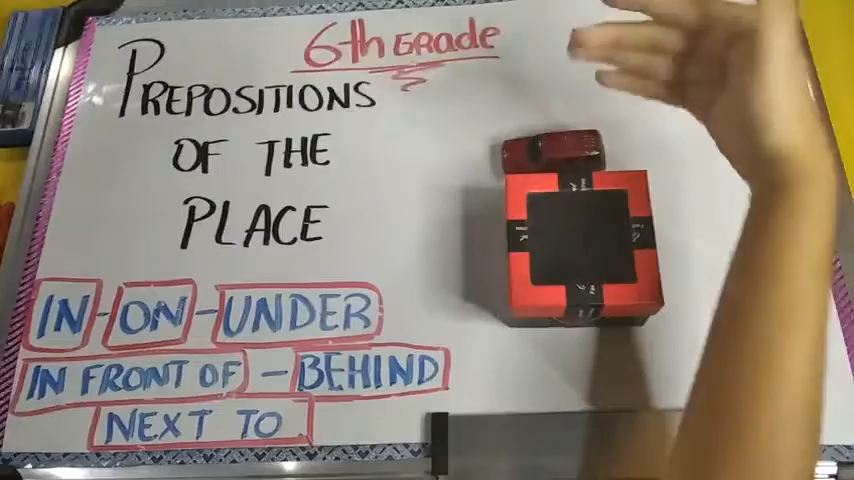 6th GRADE
PREPOSITIONS
OF THE
PLACE
IN - ON - UNDER
IN FRONT OF - BEHIND
NEXT TO